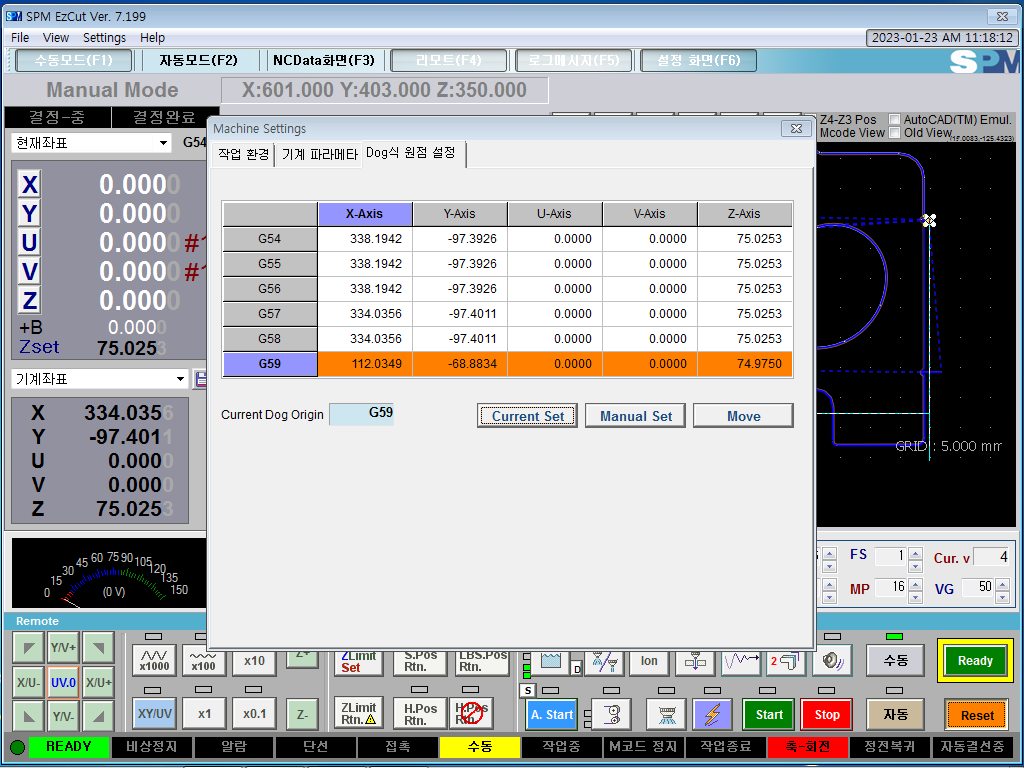 SPM EzCut Ver. 7.199
File View Settings Help
2023-01-23 AM 11:18:12
수동모드(F1) 자동모드(F2) NCData화면(F3) 리모트(F4) 로그메시지(F5) 설정 화면(F6) SPM
Manual Mode X:601.000 Y:403.000 Z:350.000
결정-중 결정완료
현재좌표 G54
Z4-Z3 Pos AutoCAD(TM) Emul.
Mcode View Old View
Machine Settings
작업 환경 기계 파라메타 Dog식 원점 설정
X-Axis Y-Axis U-Axis V-Axis Z-Axis
G54 338.1942 -97.3926 0.0000 0.0000 75.0253
G55 338.1942 -97.3926 0.0000 0.0000 75.0253
G56 338.1942 -97.3926 0.0000 0.0000 75.0253
G57 334.0356 -97.4011 0.0000 0.0000 75.0253
G58 334.0356 -97.4011 0.0000 0.0000 75.0253
G59 112.0349 -68.8834 0.0000 0.0000 74.9750
Current Dog Origin G59 Current Set Manual Set Move
X 0.0000
Y 0.0000
U 0.0000
V 0.0000
Z 0.0000
+B 0.0000
Zset 75.0253
기계좌표
X 334.0356
Y -97.4011
U 0.0000
V 0.0000
Z 75.0253
GRID : 5.000 mm
0 15 30 45 60 75 90 105 120 135 150
(0 V)
FS 1 Cur. v 4
MP 16 VG 50
Remote
Y/V+ x1000 x100 x10 Z+ ZLimit Set S.Pos Rtn. LBS.Pos Rtn. D Ion 2 수동 Ready
X/U- UV.0 X/U+
Y/V- XY/UV x1 x0.1 Z- ZLimit Rtn. H.Pos Rtn. H.Pos Rtn. S A. Start Start Stop 자동 Reset
READY 비상정지 알람 단선 접촉 수동 작업중 M코드 정지 작업종료 축-회전 정전복귀 자동결선중